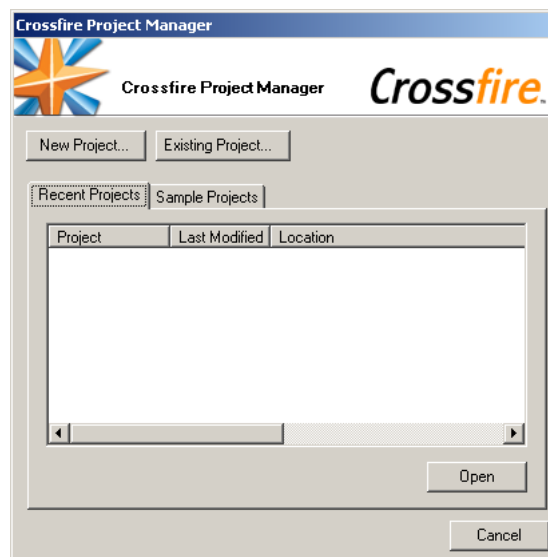 Crossfire Project Manager
Crossfire Project Manager
Crossfire™
New Project... Existing Project...
Recent Projects Sample Projects
Project Last Modified Location
Open
Cancel